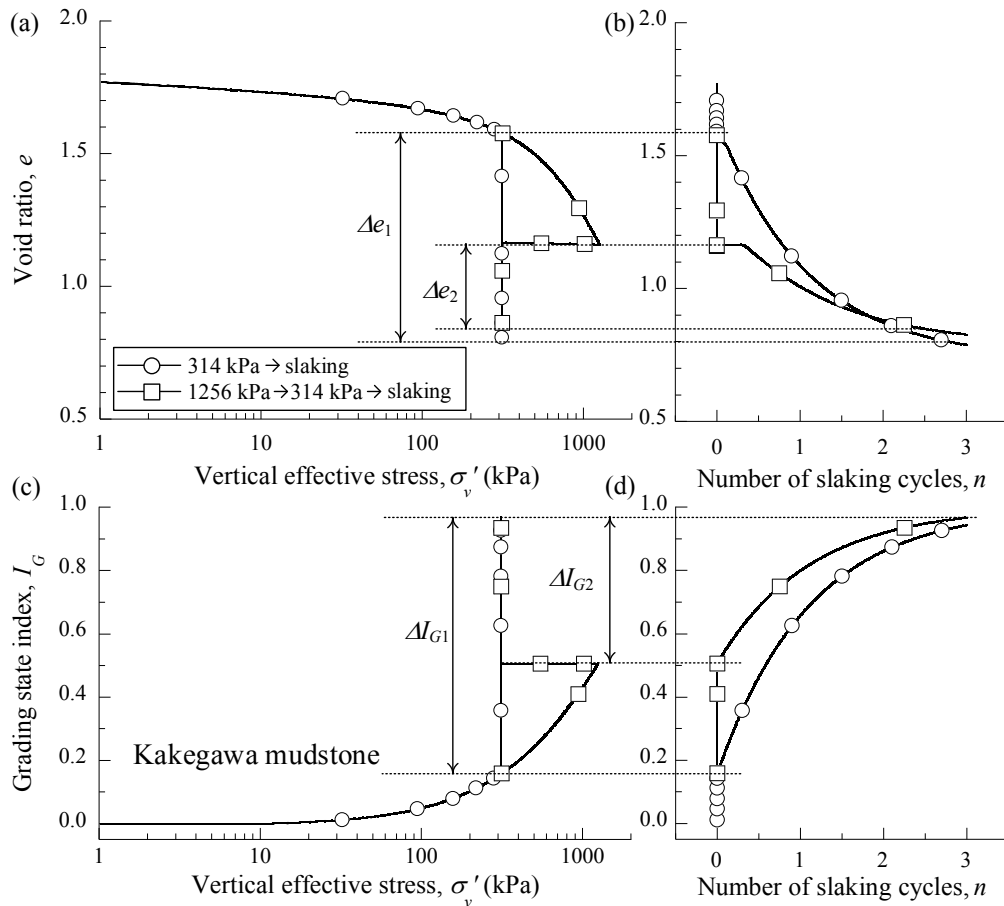 (a)
2.0
1.5
1.0
0.5
Void ratio, e
Δe1
Δe2
314 kPa → slaking
1256 kPa → 314 kPa → slaking
1 10 100 1000
Vertical effective stress, σv′ (kPa)
(b)
2.0
1.5
1.0
0.5
0 1 2 3
Number of slaking cycles, n
(c)
1.0
0.8
0.6
0.4
0.2
0.0
Grading state index, IG
ΔIG1
ΔIG2
Kakegawa mudstone
1 10 100 1000
Vertical effective stress, σv′ (kPa)
(d)
1.0
0.8
0.6
0.4
0.2
0.0
0 1 2 3
Number of slaking cycles, n